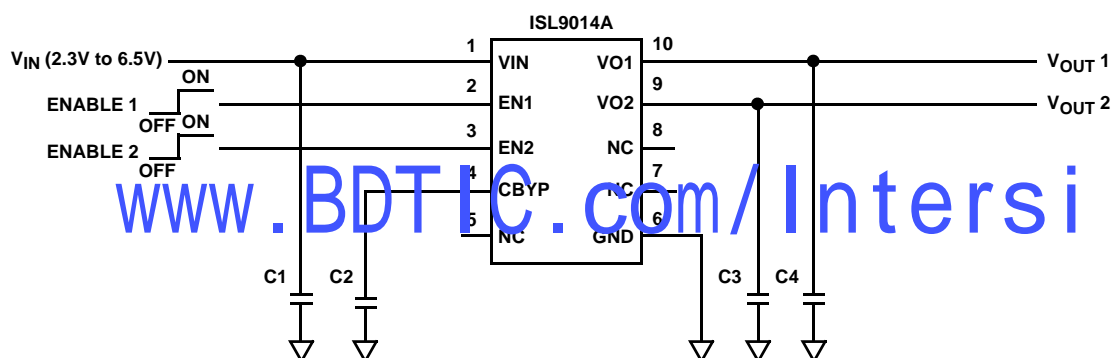 ISL9014A
VIN (2.3V to 6.5V)
1
VIN
VO1
10
VOUT 1
ON
ENABLE 1
OFF
2
EN1
VO2
9
VOUT 2
ON
ENABLE 2
OFF
3
EN2
NC
8
4
CBYP
NC
7
www.BDTIC.com/Intersi
5
NC
GND
6
C1
C2
C3
C4